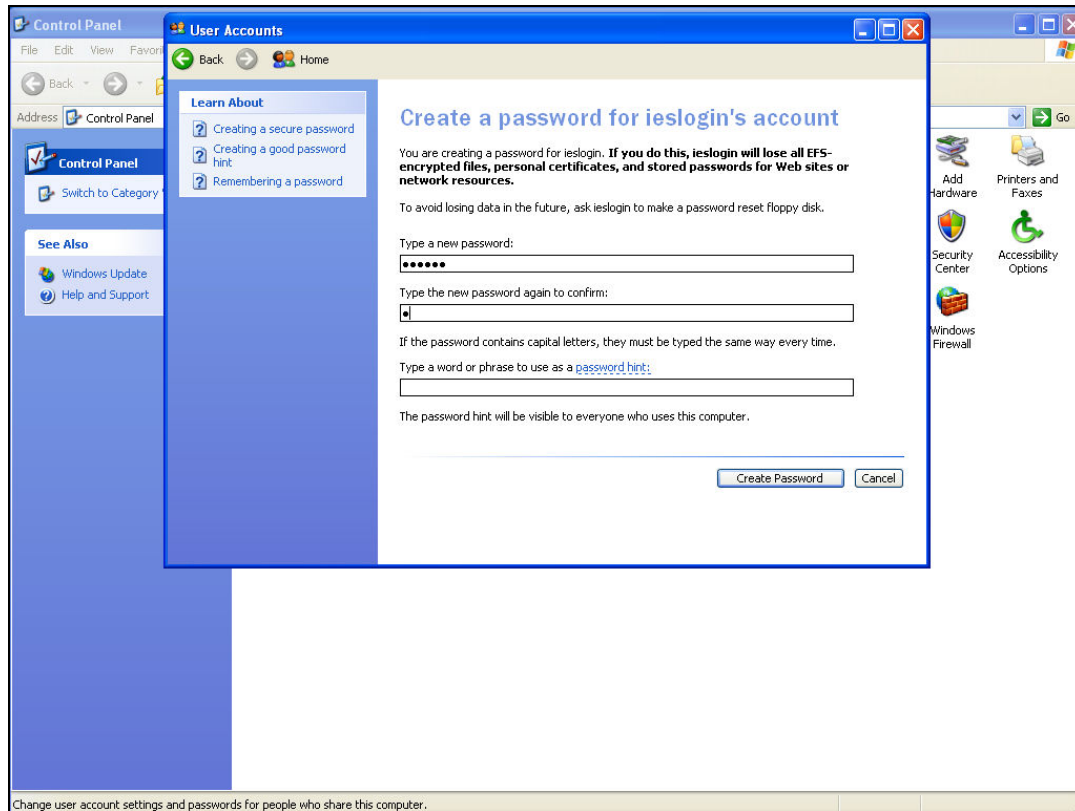 Control Panel
File Edit View
Back
Address Control Panel
Go
Control Panel
Switch to Category
See Also
Windows Update
Help and Support
User Accounts
Back Home
Learn About
Creating a secure password
Creating a good password
hint
Remembering a password
Create a password for ieslogin's account
You are creating a password for ieslogin. If you do this, ieslogin will lose all EFS-
encrypted files, personal certificates, and stored passwords for Web sites or
network resources.
To avoid losing data in the future, ask ieslogin to make a password reset floppy disk.
Type a new password:
●●●●●●
Type the new password again to confirm:
●
If the password contains capital letters, they must be typed the same way every time.
Type a word or phrase to use as a password hint:
The password hint will be visible to everyone who uses this computer.
Create Password Cancel
Add
Hardware
Printers and
Faxes
Security
Center
Accessibility
Options
Windows
Firewall
Change user account settings and passwords for people who share this computer.